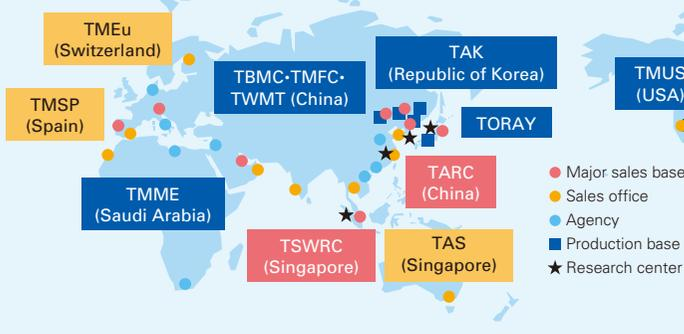 TMEu
(Switzerland)
TAK
(Republic of Korea)
TBMC·TMFC·
TWMT (China)
TMUS
(USA)
TMSP
(Spain)
TORAY
TARC
(China)
Major sales base
TMME
(Saudi Arabia)
Sales office
Agency
TSWRC
(Singapore)
TAS
(Singapore)
Production base
Research center